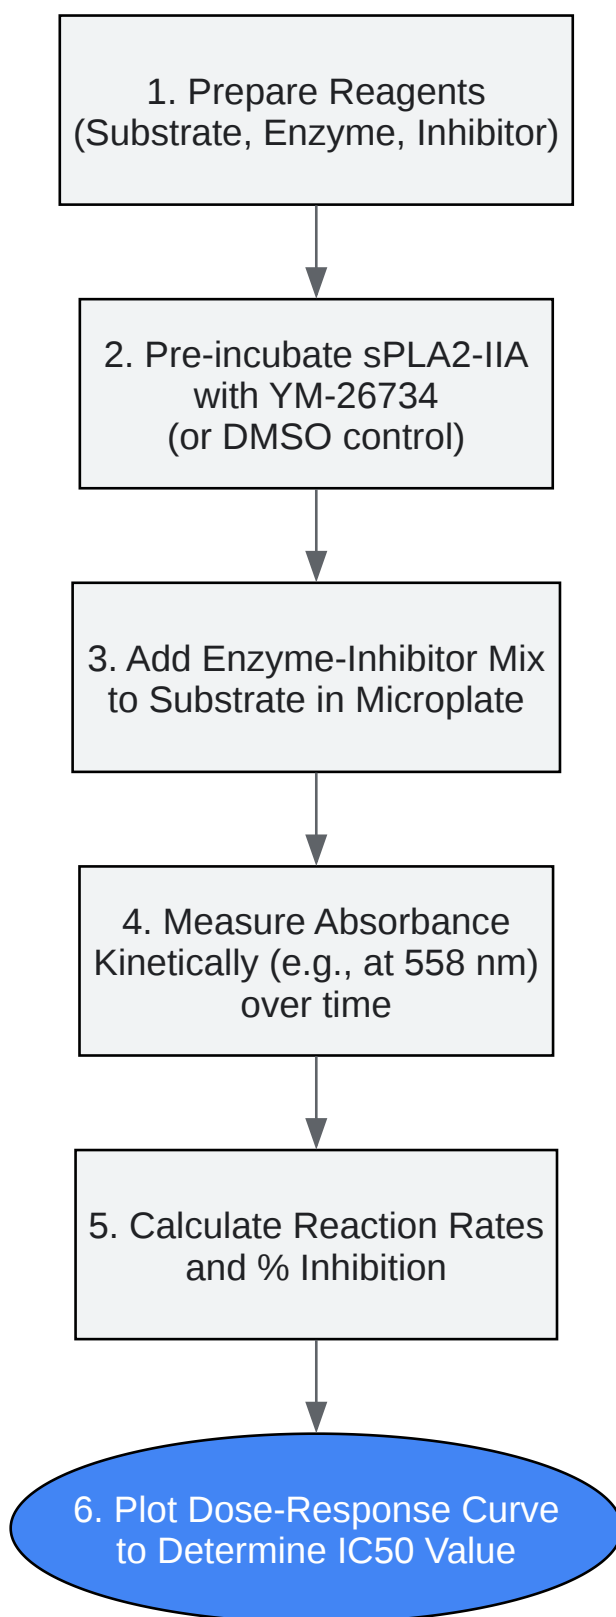 1. Prepare Reagents
(Substrate, Enzyme, Inhibitor)
2. Pre-incubate sPLA2-IIA
with YM-26734
(or DMSO control)
3. Add Enzyme-Inhibitor Mix
to Substrate in Microplate
4. Measure Absorbance
Kinetically (e.g., at 558 nm)
over time
5. Calculate Reaction Rates
and % Inhibition
6. Plot Dose-Response Curve
to Determine IC50 Value